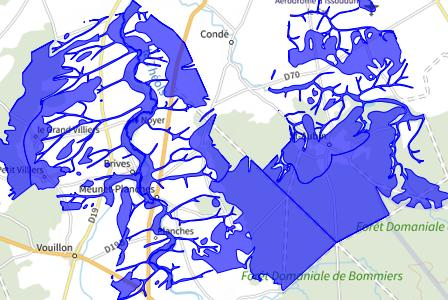 Aérodrome d'Issoudun
Condé
D70
Noyer
le Grand Villiers
Petit Villiers
Brives
Meunet-Planches
D19
Planches
D19
Vouillon
Forêt Domaniale
Forêt Domaniale de Bommiers